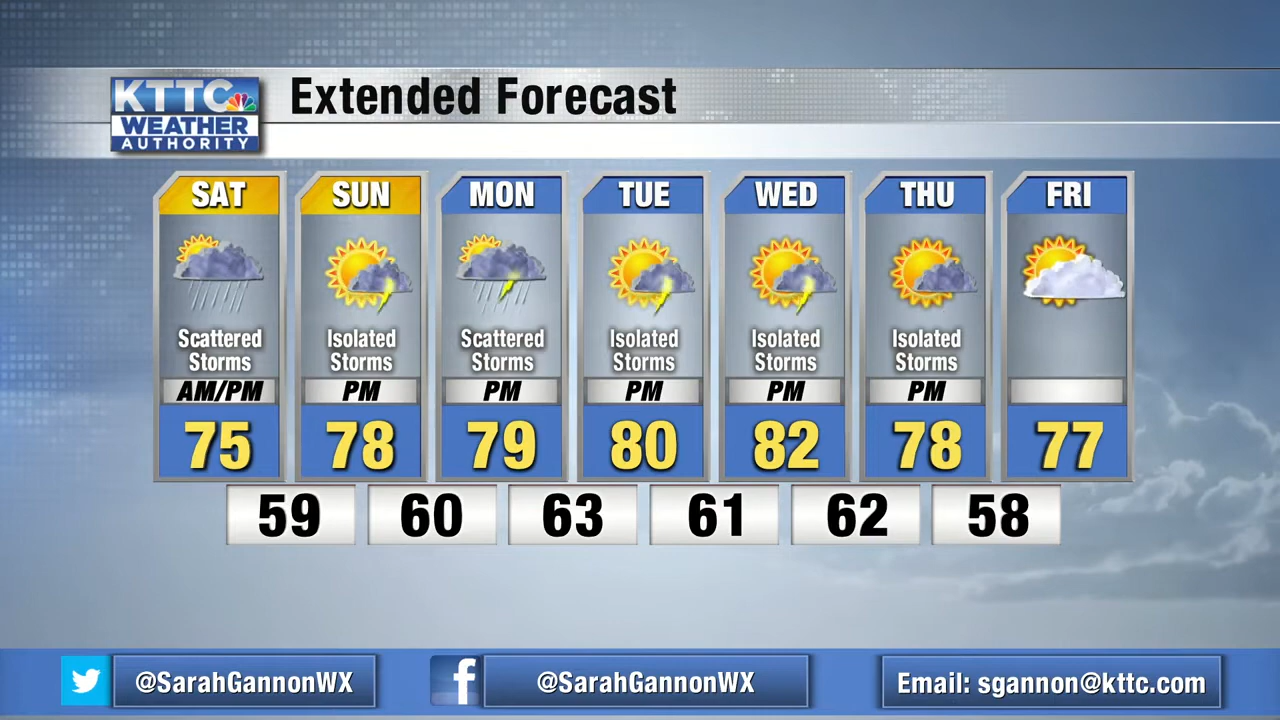 KTTC
WEATHER
AUTHORITY
Extended Forecast
SAT
Scattered
Storms
AM/PM
75
SUN
Isolated
Storms
PM
78
MON
Scattered
Storms
PM
79
TUE
Isolated
Storms
PM
80
WED
Isolated
Storms
PM
82
THU
Isolated
Storms
PM
78
FRI
77
59
60
63
61
62
58
@SarahGannonWX
f
@SarahGannonWX
Email: sgannon@kttc.com